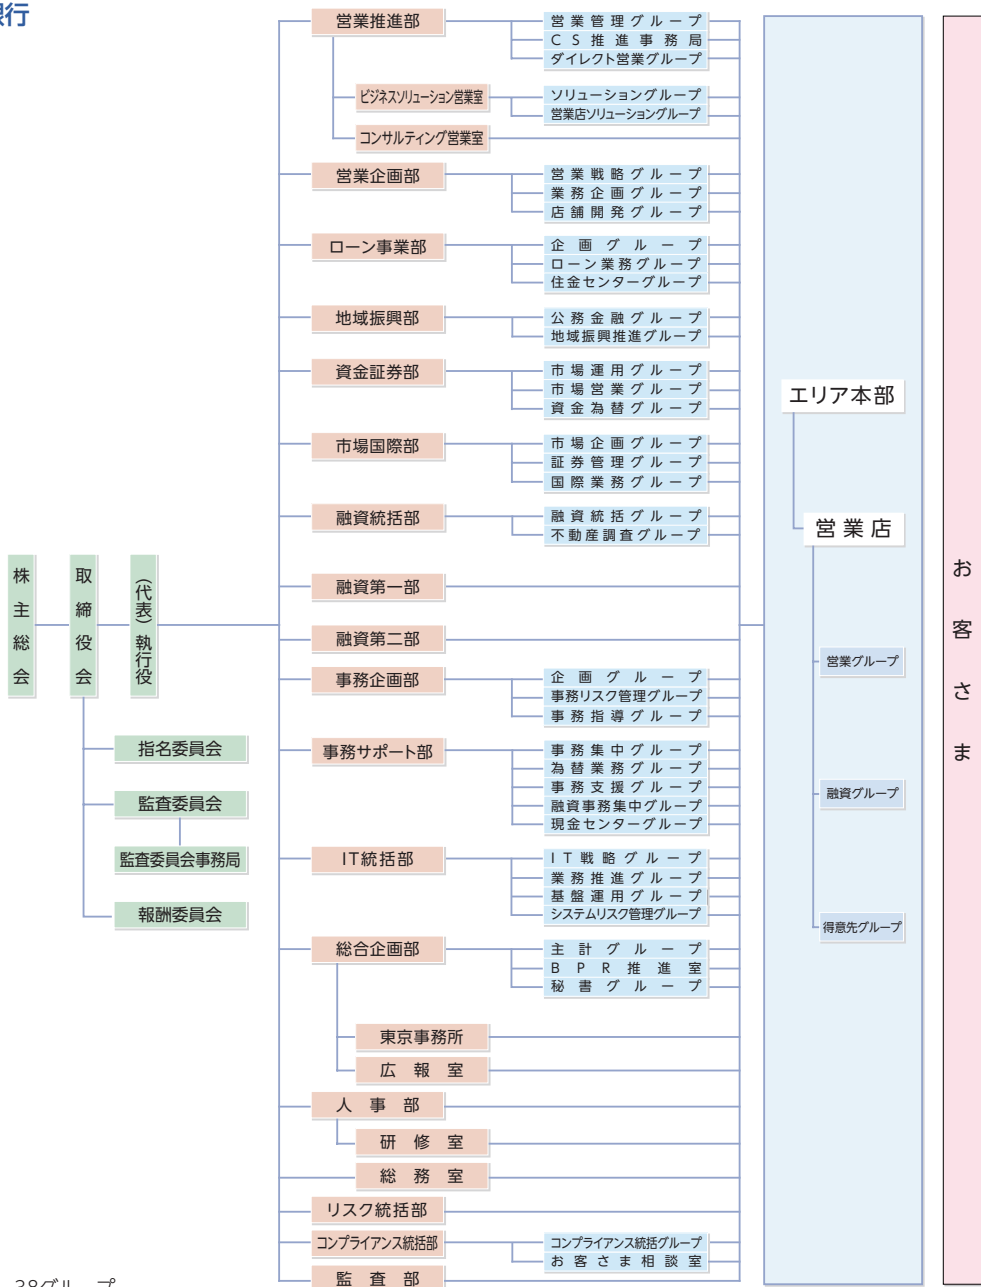 銀行
株主総会
取締役会
(代表)執行役
指名委員会
監査委員会
監査委員会事務局
報酬委員会
営業推進部
営業管理グループ
CS推進事務局
ダイレクト営業グループ
ビジネスソリューション営業室
ソリューショングループ
営業店ソリューショングループ
コンサルティング営業室
営業企画部
営業戦略グループ
業務企画グループ
店舗開発グループ
ローン事業部
企画グループ
ローン業務グループ
住金センターグループ
地域振興部
公務金融グループ
地域振興推進グループ
資金証券部
市場運用グループ
市場営業グループ
資金為替グループ
市場国際部
市場企画グループ
証券管理グループ
国際業務グループ
融資統括部
融資統括グループ
不動産調査グループ
融資第一部
融資第二部
事務企画部
企画グループ
事務リスク管理グループ
事務指導グループ
事務サポート部
事務集中グループ
為替業務グループ
事務支援グループ
融資事務集中グループ
現金センターグループ
IT統括部
IT戦略グループ
業務推進グループ
基盤運用グループ
システムリスク管理グループ
総合企画部
主計グループ
BPR推進室
秘書グループ
東京事務所
広報室
人事部
研修室
総務室
リスク統括部
コンプライアンス統括部
コンプライアンス統括グループ
お客さま相談室
監査部
エリア本部
営業店
営業グループ
融資グループ
得意先グループ
お客さま
38グループ